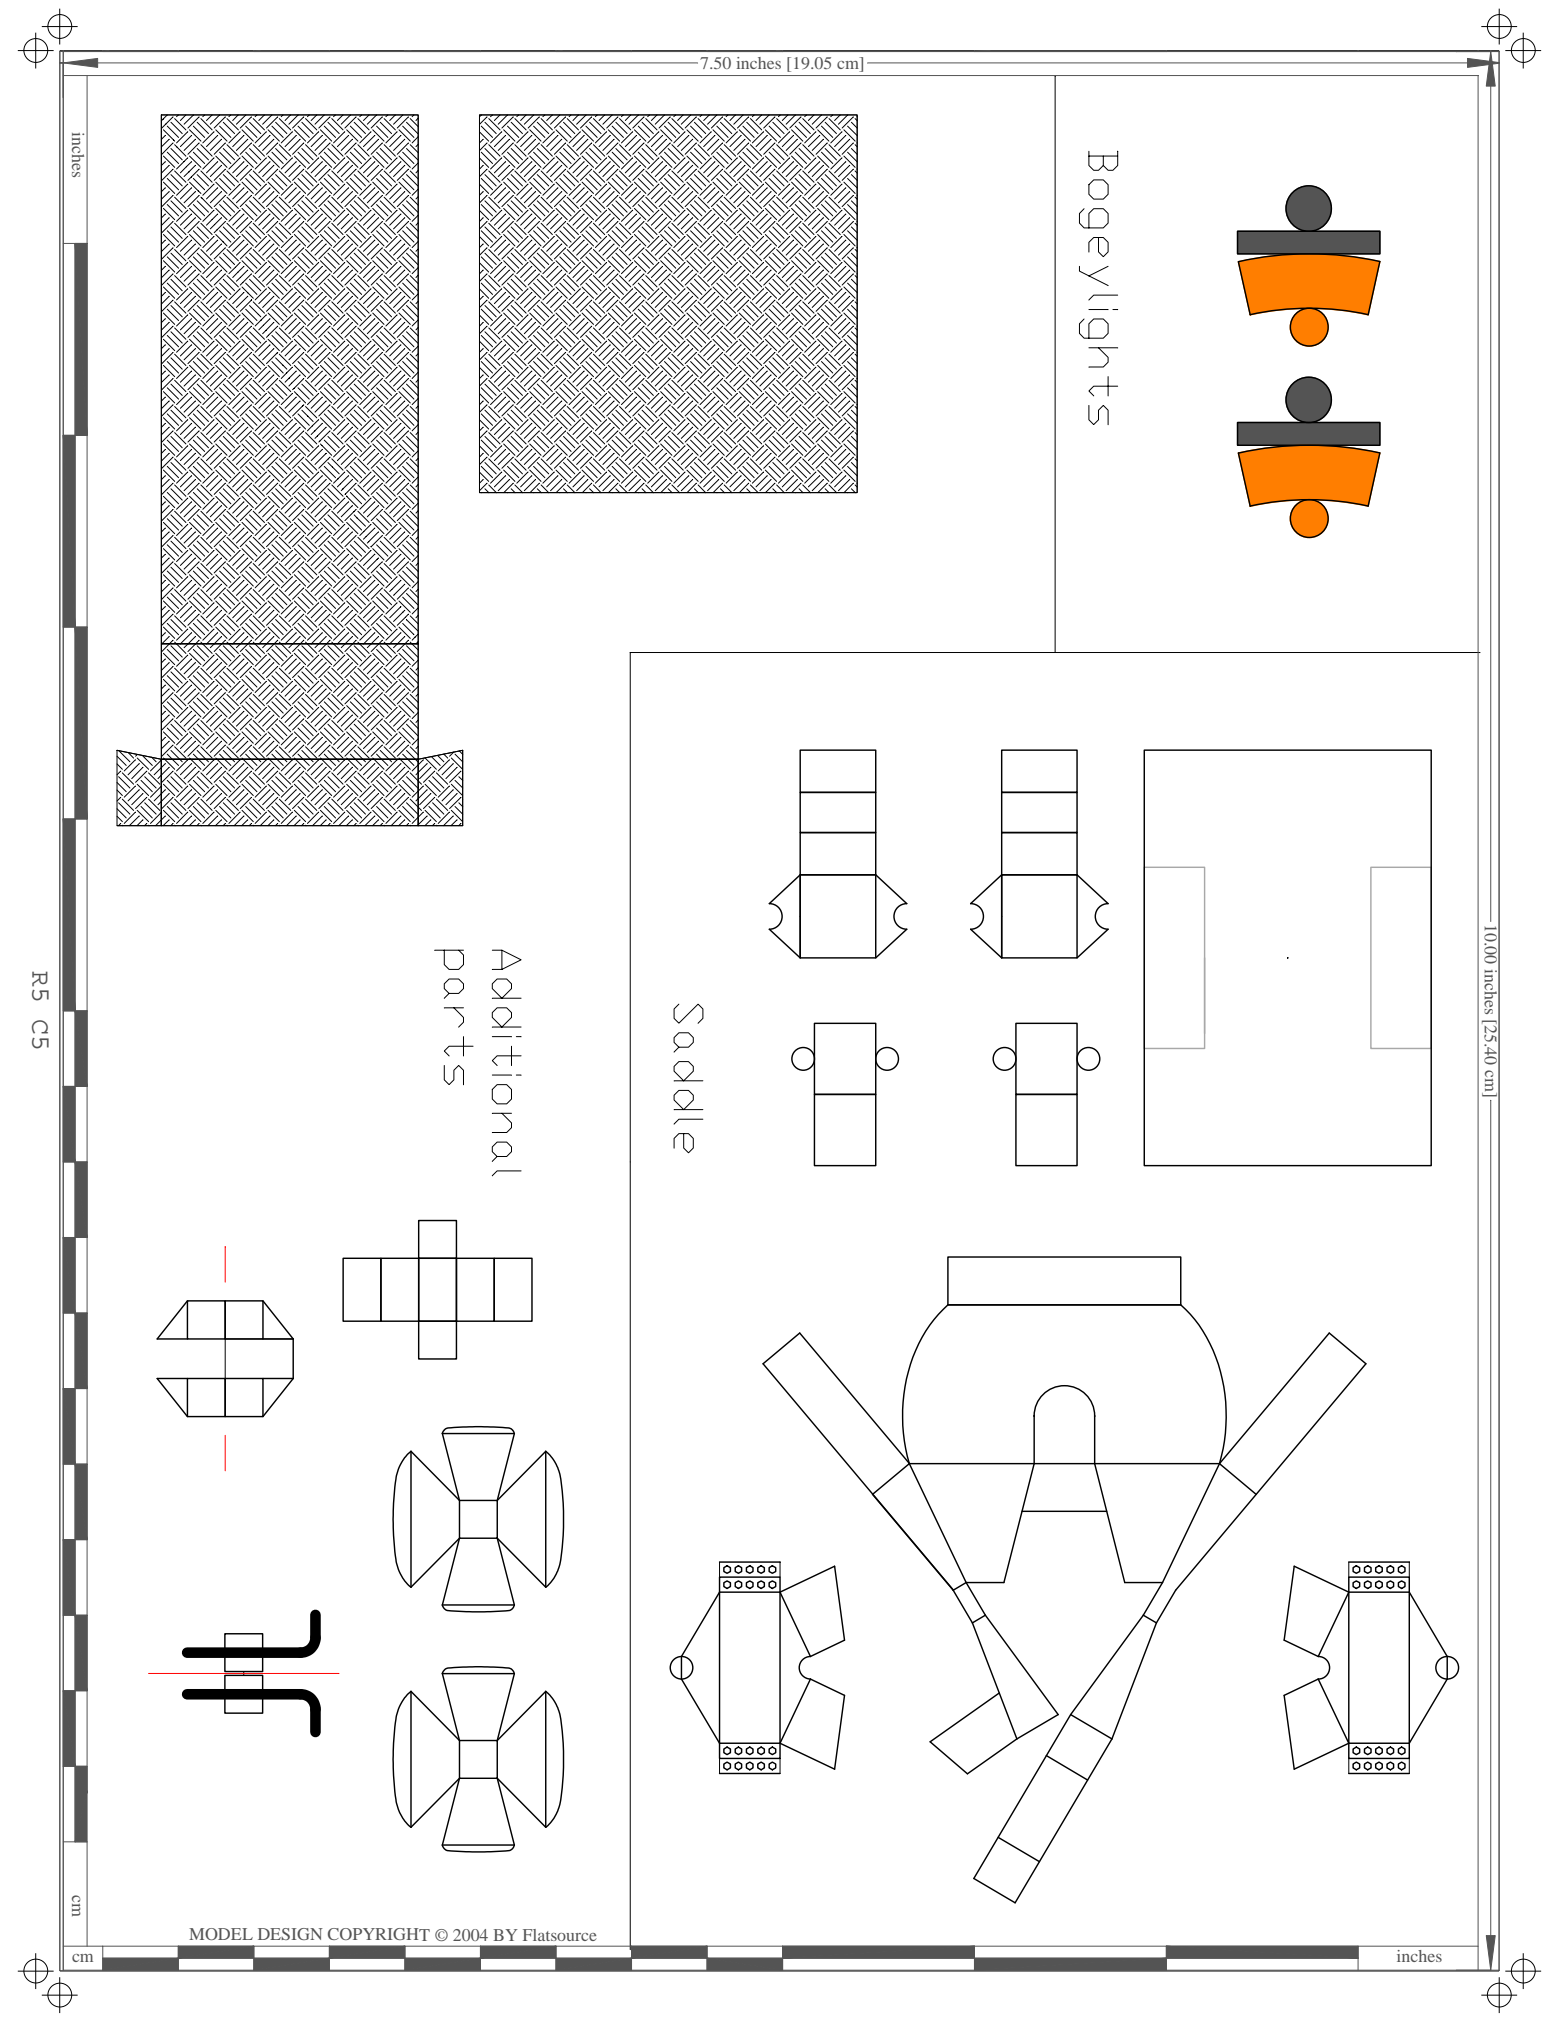 7.50 inches [19.05 cm]
inches
Bogeylights
10.00 inches [25.40 cm]
Additional
parts
Saddle
R5 C5
cm
MODEL DESIGN COPYRIGHT © 2004 BY Flatsource
cm
inches